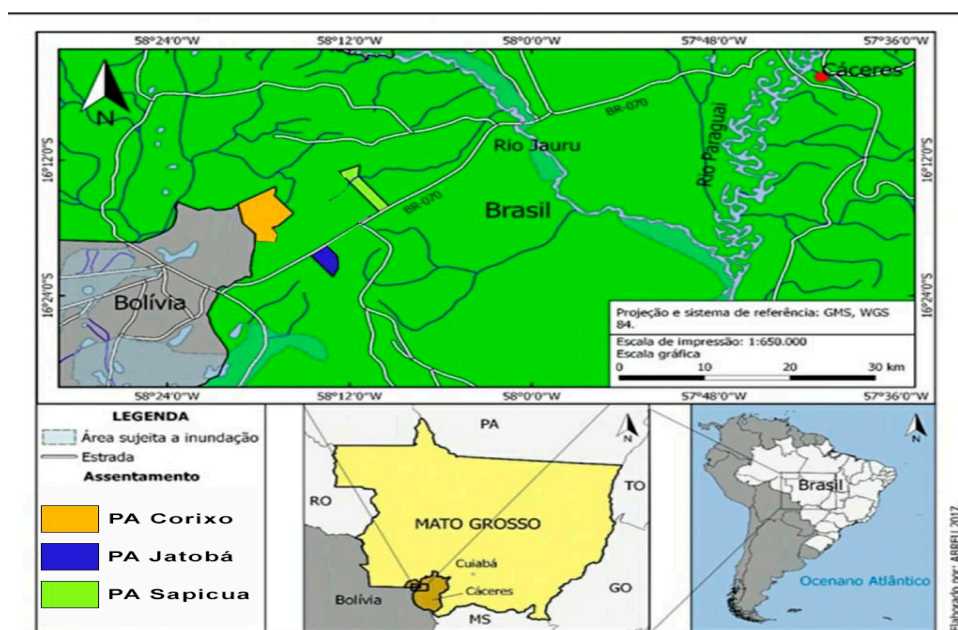 58°24'0"W 58°12'0"W 58°0'0"W 57°48'0"W 57°36'0"W
N
Cáceres
BR-070
Rio Jauru
Rio Paraguai
16°12'0"S
16°12'0"S
BR-070
Brasil
Bolívia
16°24'0"S
16°24'0"S
Projeção e sistema de referência: GMS, WGS
84.
Escala de impressão: 1:650.000
Escala gráfica
0 10 20 30 km
58°24'0"W 58°12'0"W 58°0'0"W 57°48'0"W 57°36'0"W
LEGENDA
Área sujeita a inundação
Estrada
Assentamento
PA Corixo
PA Jatobá
PA Sapicua
PA
N
RO
TO
MATO GROSSO
Cuiabá
Cáceres
Bolívia
GO
MS
N
Brasil
Ocenano Atlântico
Elaborado por: ABREU 2017.